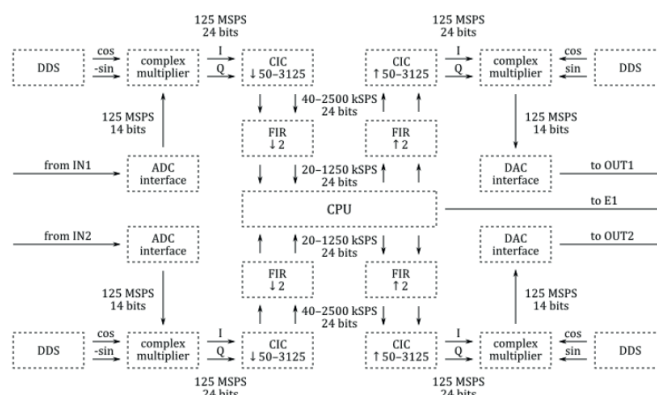 125 MSPS
24 bits
125 MSPS
24 bits
DDS
cos
-sin
complex
multiplier
I
Q
CIC
↓50–3125
CIC
↑50–3125
I
Q
complex
multiplier
cos
sin
DDS
125 MSPS
14 bits
40–2500 kSPS
24 bits
125 MSPS
14 bits
FIR
↓2
FIR
↑2
from IN1
ADC
interface
20–1250 kSPS
24 bits
DAC
interface
to OUT1
CPU
to E1
from IN2
ADC
interface
20–1250 kSPS
24 bits
DAC
interface
to OUT2
FIR
↓2
FIR
↑2
125 MSPS
14 bits
40–2500 kSPS
24 bits
125 MSPS
14 bits
DDS
cos
-sin
complex
multiplier
I
Q
CIC
↓50–3125
CIC
↑50–3125
I
Q
complex
multiplier
cos
sin
DDS
125 MSPS
24 bits
125 MSPS
24 bits